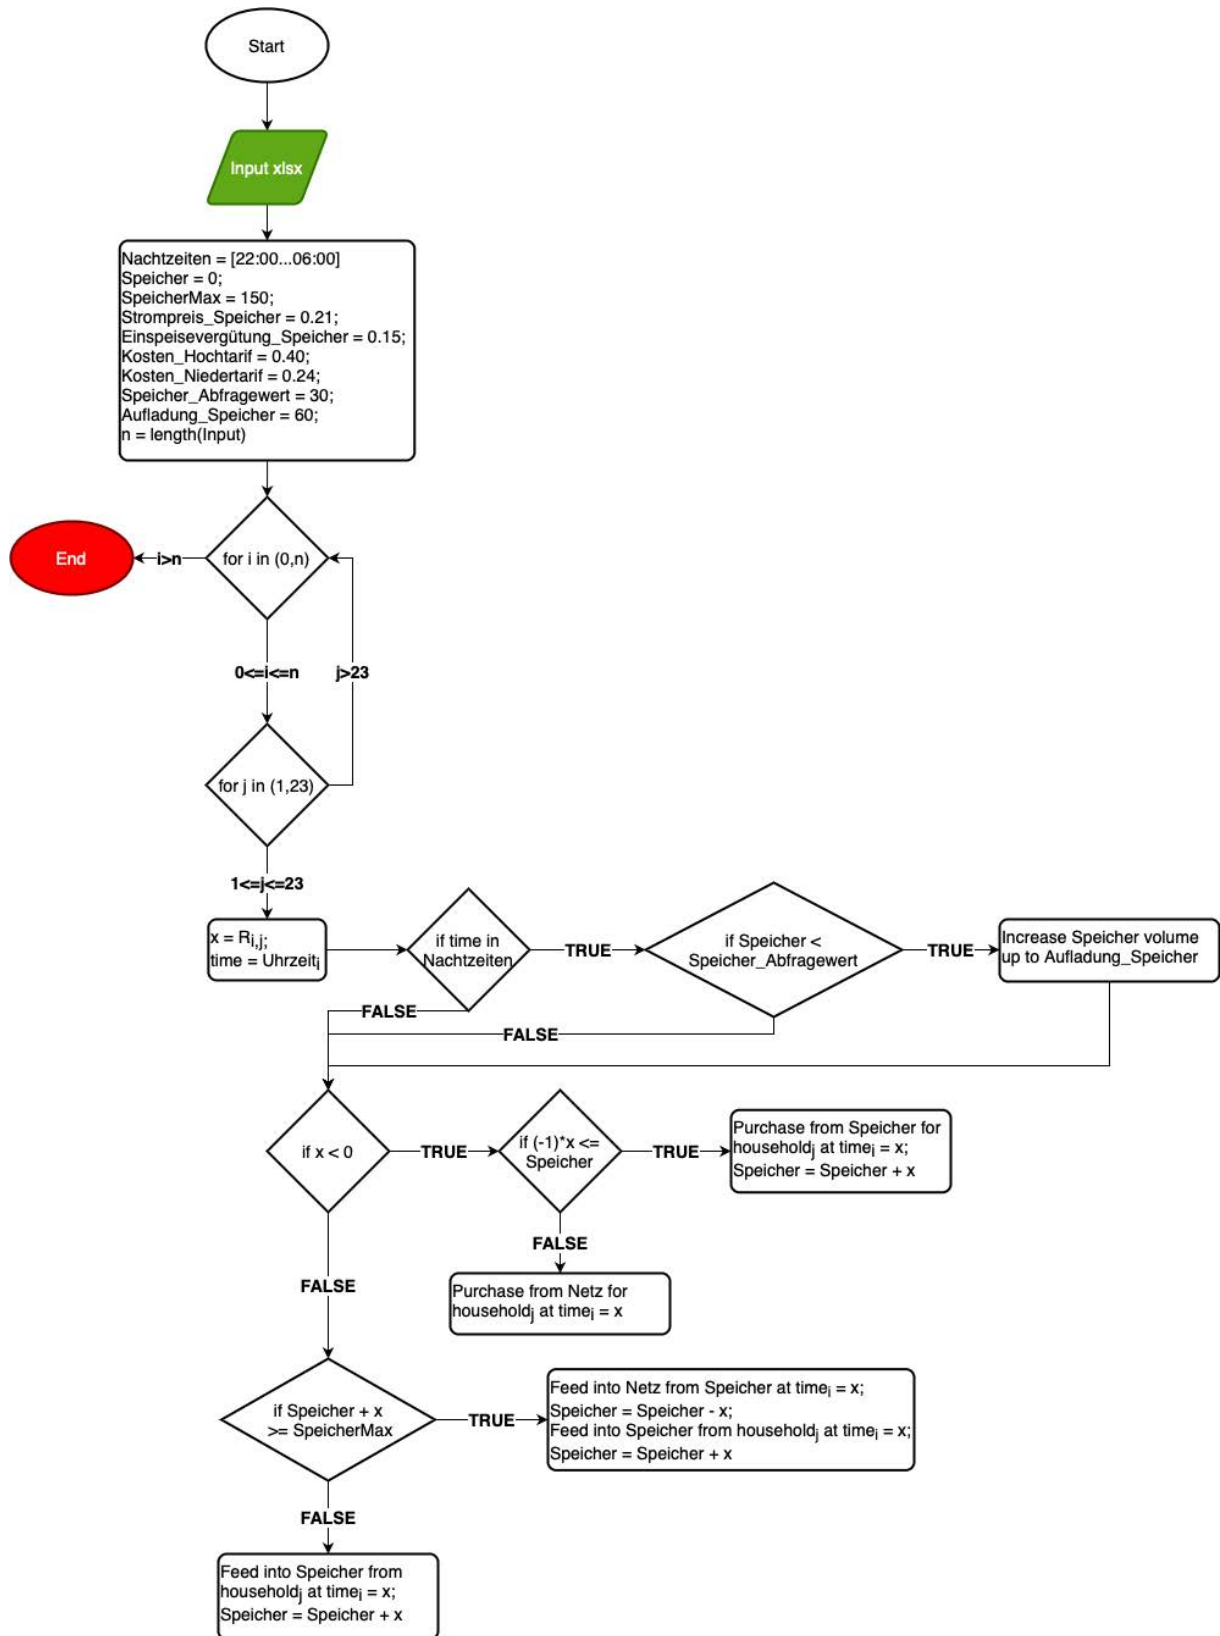 Start
Input xlsx
Nachtzeiten = [22:00...06:00]
Speicher = 0;
SpeicherMax = 150;
Strompreis_Speicher = 0.21;
Einspeisevergütung_Speicher = 0.15;
Kosten_Hochtarif = 0.40;
Kosten_Niedertarif = 0.24;
Speicher_Abfragewert = 30;
Aufladung_Speicher = 60;
n = length(Input)
End
i>n
for i in (0,n)
0<=i<=n
j>23
for j in (1,23)
1<=j<=23
x = Ri,j;
time = Uhrzeiti
if time in
Nachtzeiten
TRUE
if Speicher <
Speicher_Abfragewert
TRUE
Increase Speicher volume
up to Aufladung_Speicher
FALSE
FALSE
if x < 0
TRUE
if (-1)*x <=
Speicher
TRUE
Purchase from Speicher for
householdj at timei = x;
Speicher = Speicher + x
FALSE
FALSE
Purchase from Netz for
householdj at timei = x
if Speicher + x
>= SpeicherMax
TRUE
Feed into Netz from Speicher at timei = x;
Speicher = Speicher - x;
Feed into Speicher from householdj at timei = x;
Speicher = Speicher + x
FALSE
Feed into Speicher from
householdj at timei = x;
Speicher = Speicher + x